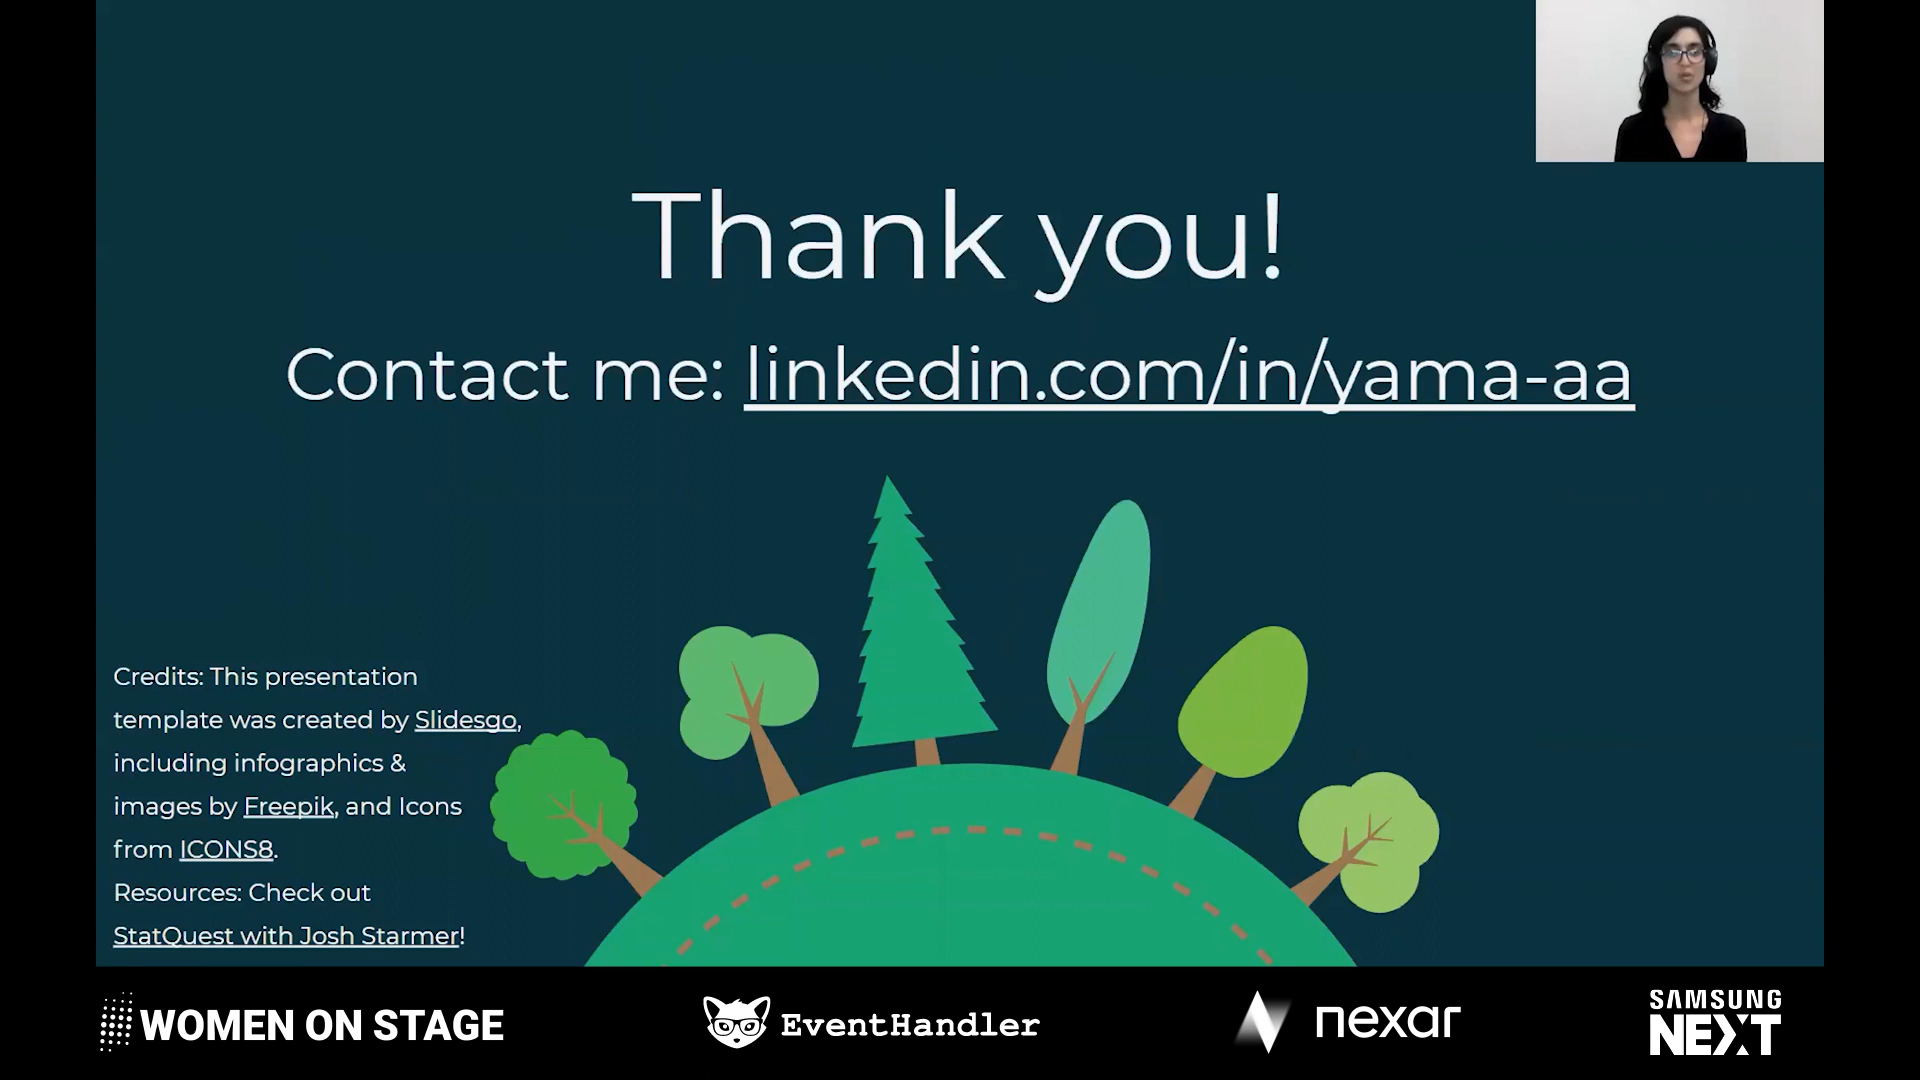 Thank you!
Contact me: linkedin.com/in/yama-aa
Credits: This presentation
template was created by Slidesgo,
including infographics &
images by Freepik, and Icons
from ICONS8.
Resources: Check out
StatQuest with Josh Starmer!
WOMEN ON STAGE
EventHandler
nexar
SAMSUNG
NEXT